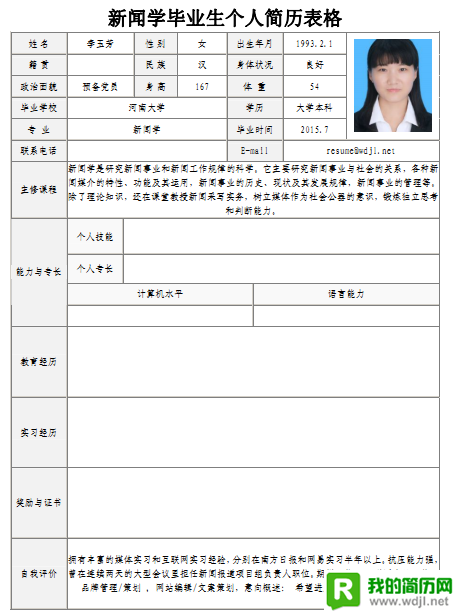 新闻学毕业生个人简历表格
姓名 李玉芳 性别 女 出生年月 1993.2.1
籍贯 民族 汉 身体状况 良好
政治面貌 预备党员 身高 167 体重 54
毕业学校 河南大学 学历 大学本科
专业 新闻学 毕业时间 2015.7
联系电话 E-mail resume@wdjl.net
主修课程
新闻学是研究新闻事业和新闻工作规律的科学。它主要研究新闻事业与社会的关系，各种新
闻媒介的特性、功能及其运用，新闻事业的历史、现状及其发展规律，新闻事业的管理等。
除了理论知识，还在课堂教授新闻采写实务，树立媒体作为社会公器的意识，锻炼独立思考
和判断能力。
能力与专长
个人技能
个人专长
计算机水平 语言能力
教育经历
实习经历
奖励与证书
自我评价
拥有丰富的媒体实习和互联网实习经验，分别在南方日报和网易实习半年以上。抗压能力强，
曾在连续两天的大型会议里担任新闻报道项目组负责人职位。期
品牌管理/策划 ， 网站编辑/文案策划，意向概述： 希望进
我的简历网
www.wdjl.net